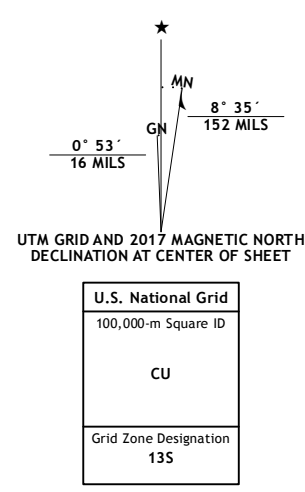 ★
MN
8° 35´
152 MILS
GN
0° 53´
16 MILS
UTM GRID AND 2017 MAGNETIC NORTH
DECLINATION AT CENTER OF SHEET
U.S. National Grid
100,000-m Square ID
CU
Grid Zone Designation
13S